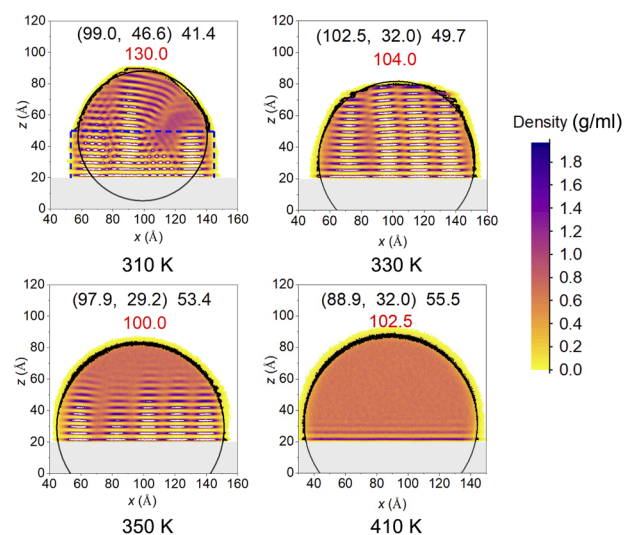 (99.0, 46.6) 41.4
130.0
120
100
80
60
40
20
0
z (Å)
40 60 80 100 120 140 160
x (Å)
310 K
(102.5, 32.0) 49.7
104.0
120
100
80
60
40
20
0
z (Å)
40 60 80 100 120 140 160
x (Å)
330 K
Density (g/ml)
1.8
1.6
1.4
1.2
1.0
0.8
0.6
0.4
0.2
0.0
(97.9, 29.2) 53.4
100.0
120
100
80
60
40
20
0
z (Å)
40 60 80 100 120 140 160
x (Å)
350 K
(88.9, 32.0) 55.5
102.5
120
100
80
60
40
20
0
z (Å)
40 60 80 100 120 140
x (Å)
410 K